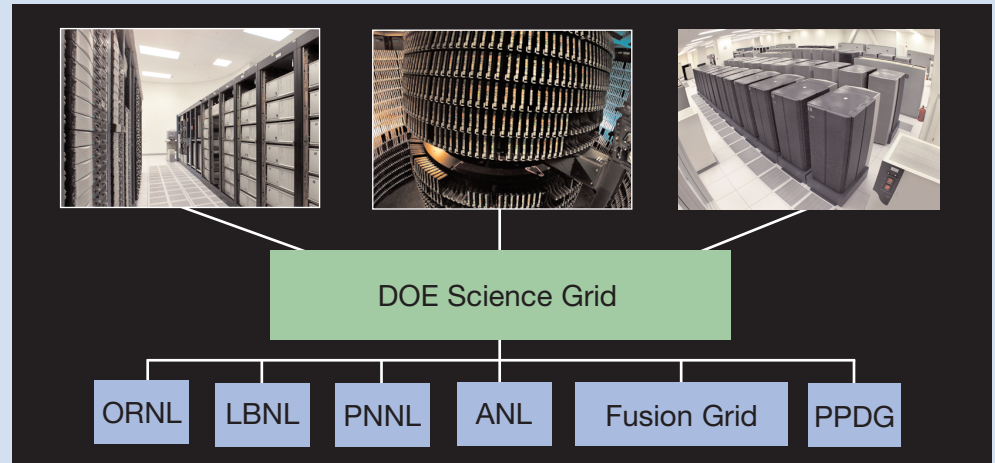 DOE Science Grid
ORNL
LBNL
PNNL
ANL
Fusion Grid
PPDG